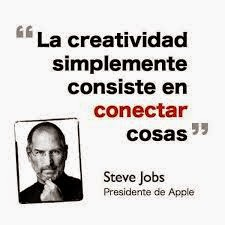 “La creatividad
simplemente
consiste en
conectar
cosas”
Steve Jobs
Presidente de Apple